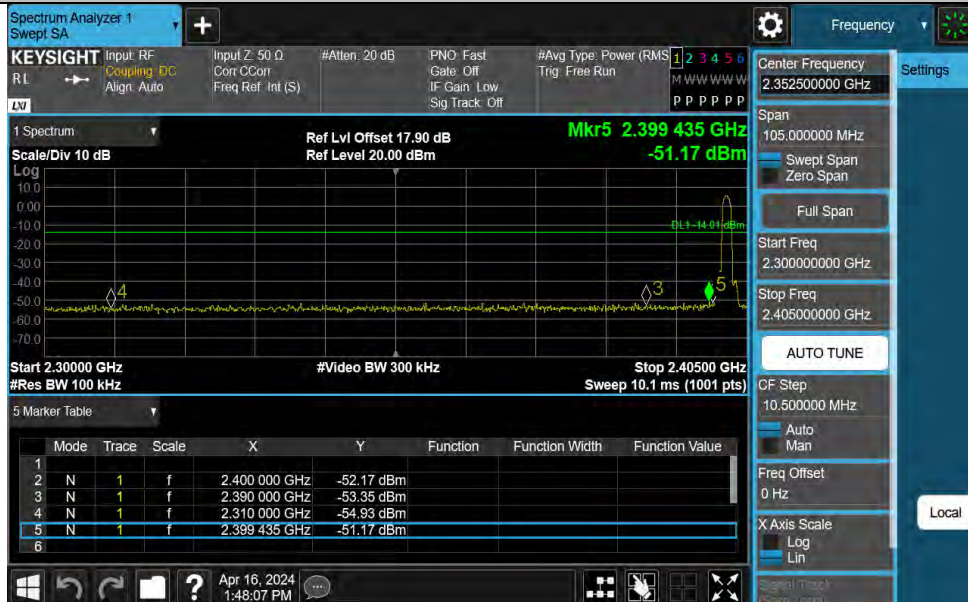 Spectrum Analyzer 1
Swept SA
+
Frequency
KEYSIGHT
RL
LXI
Input: RF
Coupling: DC
Align: Auto
Input Z: 50 Ω
Corr CCorr
Freq Ref: Int (S)
#Atten: 20 dB
PNO: Fast
Gate: Off
IF Gain: Low
Sig Track: Off
#Avg Type: Power (RMS
Trig: Free Run
1 2 3 4 5 6
M W W W W W
P P P P P P
1 Spectrum
Scale/Div 10 dB
Ref Lvl Offset 17.90 dB
Ref Level 20.00 dBm
Mkr5 2.399 435 GHz
-51.17 dBm
Log
10.0
0.00
-10.0
-20.0
-30.0
-40.0
-50.0
-60.0
-70.0
DL1 -14.01 dBm
4
3
5
Start 2.30000 GHz
#Video BW 300 kHz
Stop 2.40500 GHz
#Res BW 100 kHz
Sweep 10.1 ms (1001 pts)
5 Marker Table
Mode Trace Scale X Y Function Function Width Function Value
1
2 N 1 f 2.400 000 GHz -52.17 dBm
3 N 1 f 2.390 000 GHz -53.35 dBm
4 N 1 f 2.310 000 GHz -54.93 dBm
5 N 1 f 2.399 435 GHz -51.17 dBm
6
?
Apr 16, 2024
1:48:07 PM
Center Frequency
2.352500000 GHz
Span
105.000000 MHz
Swept Span
Zero Span
Full Span
Start Freq
2.300000000 GHz
Stop Freq
2.405000000 GHz
AUTO TUNE
CF Step
10.500000 MHz
Auto
Man
Freq Offset
0 Hz
X Axis Scale
Log
Lin
Signal Track
Settings
Local